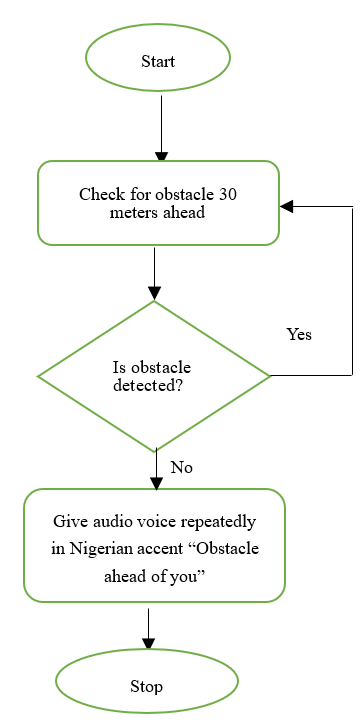 Start
Check for obstacle 30
meters ahead
Yes
Is obstacle
detected?
No
Give audio voice repeatedly
in Nigerian accent “Obstacle
ahead of you”
Stop